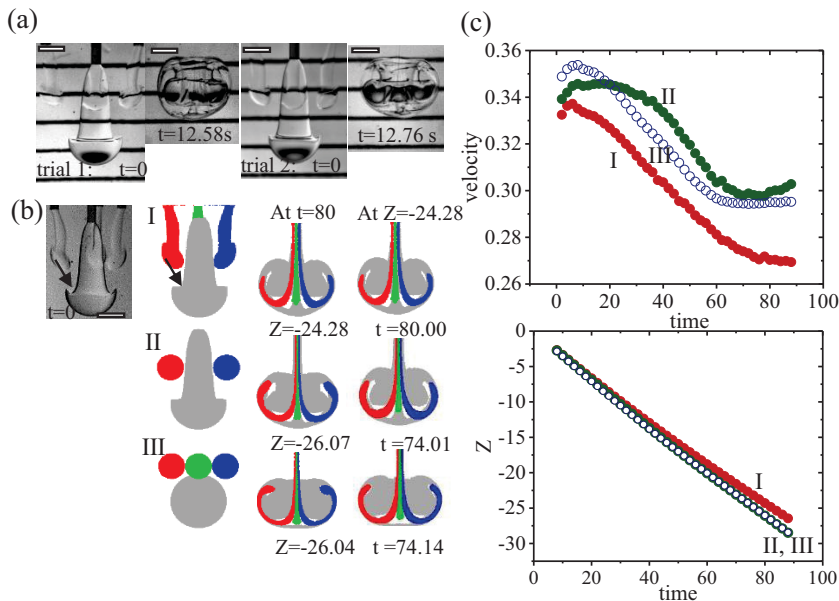 (a)
t=12.58s
t=12.76 s
trial 1: t=0
trial 2: t=0
(b)
t=0
I
At t=80
At Z=-24.28
Z=-24.28
t =80.00
II
Z=-26.07
t =74.01
III
Z=-26.04
t =74.14
(c)
0.36
0.34
0.32
0.30
0.28
0.26
velocity
II
III
I
0 20 40 60 80 100
time
0
-5
-10
-15
-20
-25
-30
Z
I
II, III
0 20 40 60 80 100
time